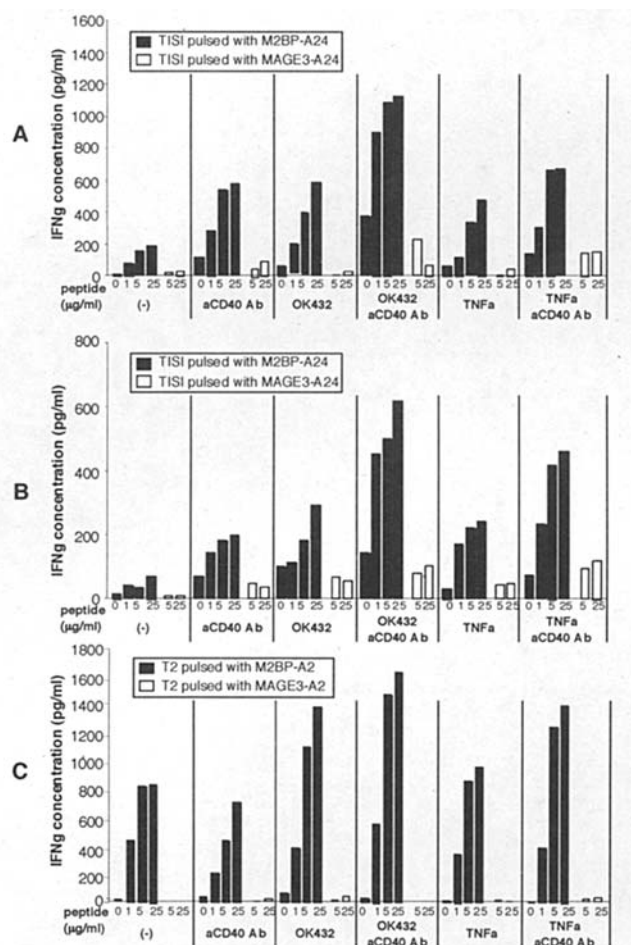 1600
TISI pulsed with M2BP-A24
1400
TISI pulsed with MAGE3-A24
1200
1000
A
800
600
400
200
0
IFNg concentration (pg/ml)
peptide 0 1 5 25 5 25 0 1 5 25 5 25 0 1 5 25 5 25 0 1 5 25 5 25 0 1 5 25 5 25 0 1 5 25 5 25
(μg/ml) (-) aCD40 Ab OK432 OK432 TNFa TNFa
aCD40 Ab aCD40 Ab
800
TISI pulsed with M2BP-A24
TISI pulsed with MAGE3-A24
600
B
400
200
0
IFNg concentration (pg/ml)
peptide 0 1 5 25 5 25 0 1 5 25 5 25 0 1 5 25 5 25 0 1 5 25 5 25 0 1 5 25 5 25 0 1 5 25 5 25
(μg/ml) (-) aCD40 Ab OK432 OK432 TNFa TNFa
aCD40 Ab aCD40 Ab
1800
T2 pulsed with M2BP-A2
1600
T2 pulsed with MAGE3-A2
1400
1200
1000
C
800
600
400
200
0
IFNg concentration (pg/ml)
peptide 0 1 5 25 5 25 0 1 5 25 5 25 0 1 5 25 5 25 0 1 5 25 5 25 0 1 5 25 5 25 0 1 5 25 5 25
(μg/ml) (-) aCD40 Ab OK432 OK432 TNFa TNFa
aCD40 Ab aCD40 Ab